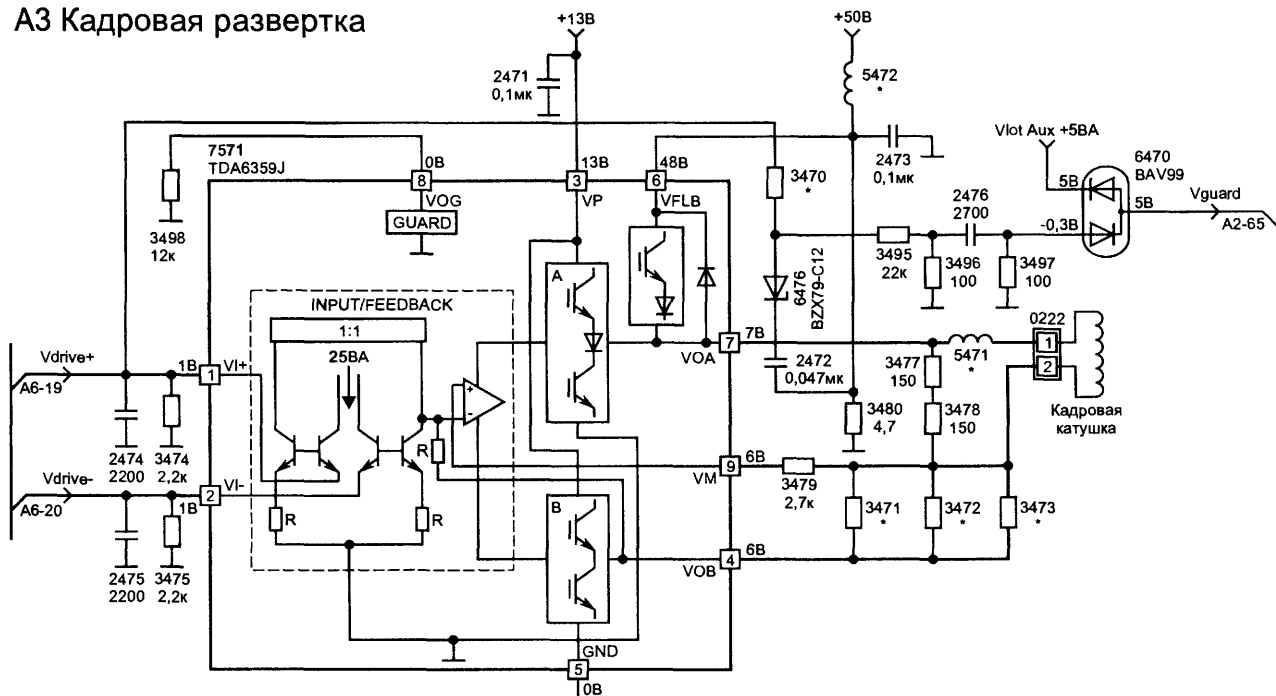 А3 Кадровая развертка
+13В
+50В
2471
0,1мк
5472
*
Vlot Aux +5ВА
6470
BAV99
7571
TDA6359J
0В
13В
48В
2473
0,1мк
3470
*
5В
5В
Vguard
A2-65
8
3
6
2476
2700
-0,3В
VOG
VP
VFLB
GUARD
3498
12к
3495
22к
3496
100
3497
100
6476
BZX79-C12
A
INPUT/FEEDBACK
1:1
25ВА
0222
7
7В
VOA
1
2
5471
*
2472
0,047мк
3477
150
Vdrive+
A6-19
1В
1
VI+
+
-
3480
4,7
3478
150
Кадровая
катушка
2474
2200
3474
2,2к
R
R
9
6В
VM
Vdrive-
A6-20
1В
2
VI-
3479
2,7к
B
R
R
3471
*
3472
*
3473
*
4
6В
VOB
2475
2200
3475
2,2к
GND
5
0В